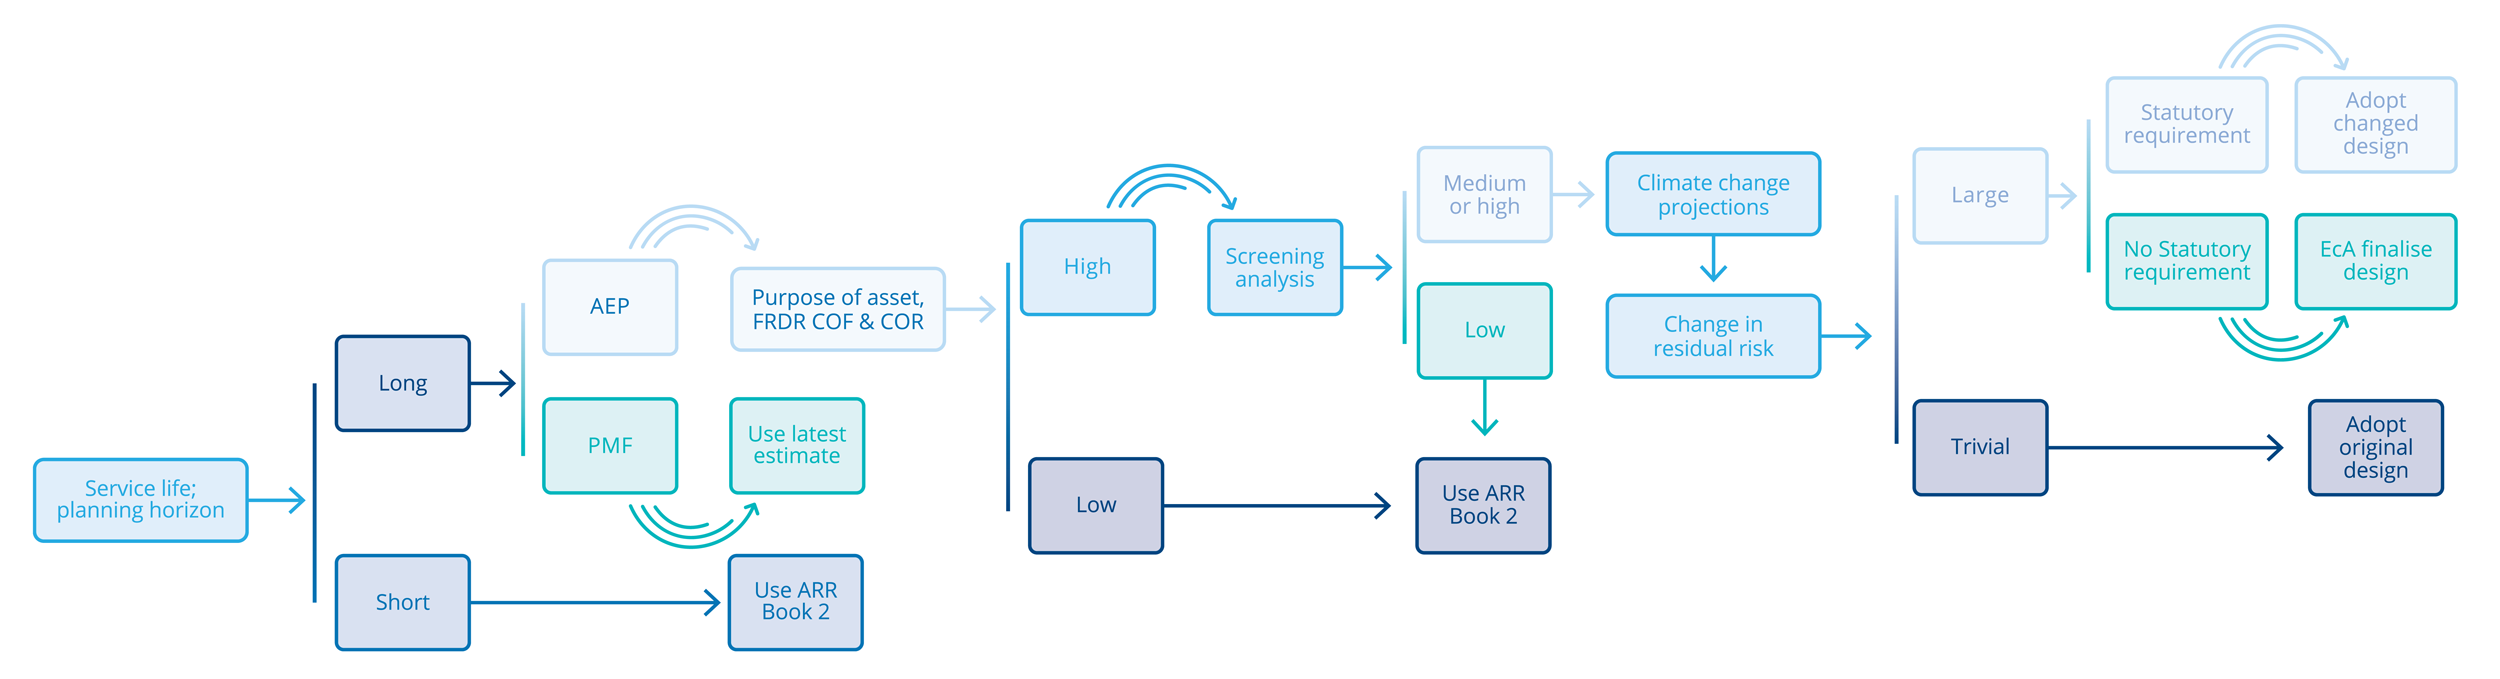 Service life;
planning horizon
Long
Short
AEP
PMF
Purpose of asset,
FRDR COF & COR
Use latest
estimate
Use ARR
Book 2
High
Low
Screening
analysis
Medium
or high
Low
Use ARR
Book 2
Climate change
projections
Change in
residual risk
Large
Trivial
Statutory
requirement
Adopt
changed
design
No Statutory
requirement
EcA finalise
design
Adopt
original
design